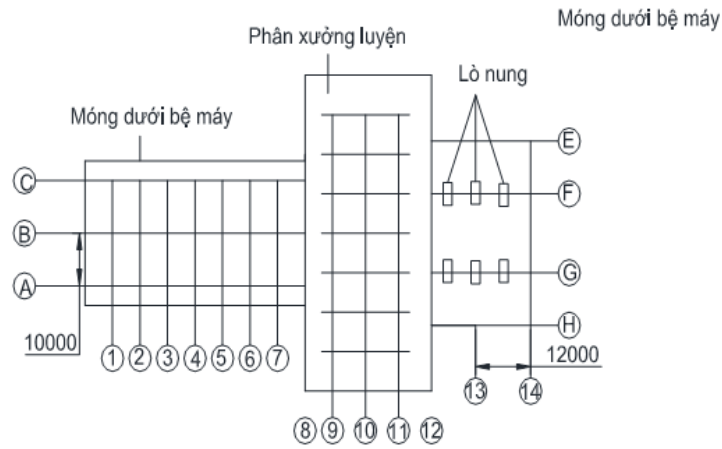 Móng dưới bệ máy
Phân xưởng luyện
Lò nung
Móng dưới bệ máy
E
C
F
B
G
A
H
10000
12000
1 2 3 4 5 6 7
13 14
8 9 10 11 12